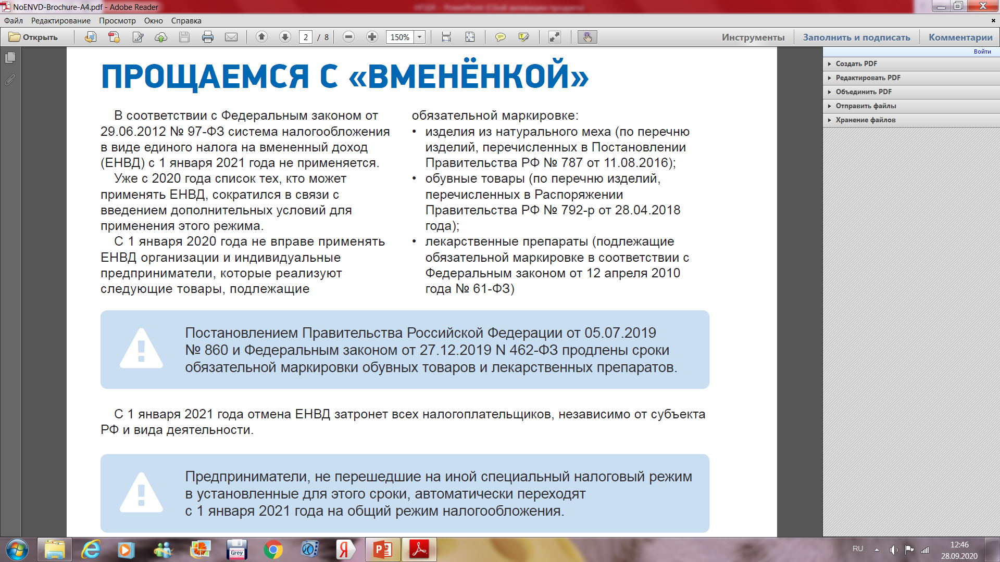 NoENVD-Brochure-A4.pdf - Adobe Reader
Файл Редактирование Просмотр Окно Справка
Открыть 2 / 8 150% Инструменты Заполнить и подписать Комментарии
Войти
Создать PDF
Редактировать PDF
Объединить PDF
Отправить файлы
Хранение файлов
ПРОЩАЕМСЯ С «ВМЕНЁНКОЙ»
В соответствии с Федеральным законом от
29.06.2012 № 97-ФЗ система налогообложения
в виде единого налога на вмененный доход
(ЕНВД) с 1 января 2021 года не применяется.
Уже с 2020 года список тех, кто может
применять ЕНВД, сократился в связи с
введением дополнительных условий для
применения этого режима.
С 1 января 2020 года не вправе применять
ЕНВД организации и индивидуальные
предприниматели, которые реализуют
следующие товары, подлежащие
обязательной маркировке:
• изделия из натурального меха (по перечню
изделий, перечисленных в Постановлении
Правительства РФ № 787 от 11.08.2016);
• обувные товары (по перечню изделий,
перечисленных в Распоряжении
Правительства РФ № 792-р от 28.04.2018
года);
• лекарственные препараты (подлежащие
обязательной маркировке в соответствии с
Федеральным законом от 12 апреля 2010
года № 61-ФЗ)
Постановлением Правительства Российской Федерации от 05.07.2019
№ 860 и Федеральным законом от 27.12.2019 N 462-ФЗ продлены сроки
обязательной маркировки обувных товаров и лекарственных препаратов.
С 1 января 2021 года отмена ЕНВД затронет всех налогоплательщиков, независимо от субъекта
РФ и вида деятельности.
Предприниматели, не перешедшие на иной специальный налоговый режим
в установленные для этого сроки, автоматически переходят
с 1 января 2021 года на общий режим налогообложения.
Grey
RU
12:46
28.09.2020